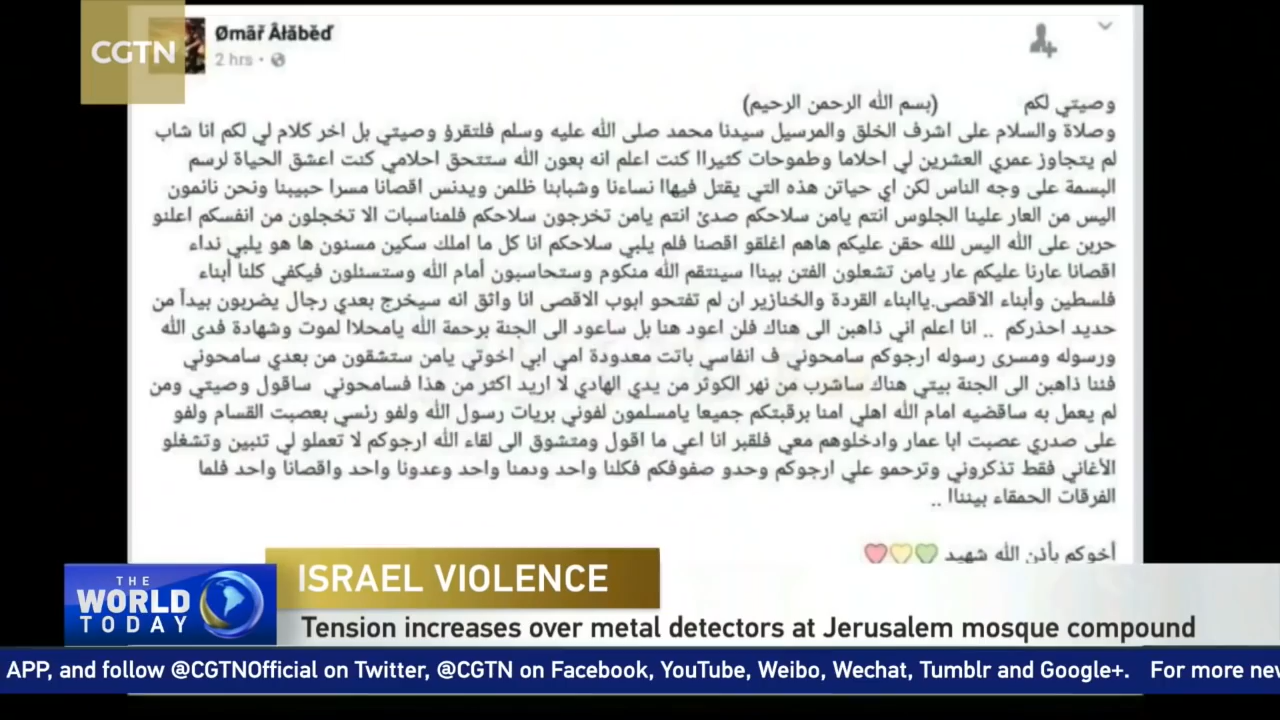 CGTN
Ømãř Âłăbĕď
2 hrs
وصيتي لكم (بسم الله الرحمن الرحيم)
وصلاة والسلام على اشرف الخلق والمرسيل سيدنا محمد صلى الله عليه وسلم فلتقرؤ وصيتي بل اخر كلام لي لكم انا شاب
لم يتجاوز عمري العشرين لي احلاما وطموحات كثيراا كنت اعلم انه بعون الله ستتحق احلامي كنت اعشق الحياة لرسم
البسمة على وجه الناس لكن اي حياتن هذه التي يقتل فيهاا نساءنا وشبابنا ظلمن ويدنس اقصانا مسرا حبيبنا ونحن نائمون
اليس من العار علينا الجلوس أنتم يامن سلاحكم صدئ انتم يامن تخرجون سلاحكم فلمناسبات الا تخجلون من انفسكم اعلنو
حربن على الله اليس لله حقن عليكم هاهم اغلقو اقصنا فلم يلبي سلاحكم انا كل ما املك سكين مسنون ها هو يلبي نداء
اقصانا عارنا عليكم عار يامن تشعلون الفتن بيناا سينتقم الله منكوم وستحاسبون أمام الله وستسئلون فيكفي كلنا أبناء
فلسطين وأبناء الاقصى.ياابناء القردة والخنازير ان لم تفتحو ابوب الاقصى انا واثق انه سيخرج بعدي رجال يضربون بيداً من
حديد احذركم .. انا اعلم اني ذاهبن الى هناك فلن اعود هنا بل ساعود الى الجنة برحمة الله يامحلاا لموت وشهادة فدى الله
ورسوله ومسرى رسوله ارجوكم سامحوني ف انفاسي باتت معدودة امي ابي اخوتي يامن ستشقون من بعدي سامحوني
فئنا ذاهبن الى الجنة بيتي هناك ساشرب من نهر الكوثر من يدي الهادي لا اريد اكثر من هذا فسامحوني ساقول وصيتي ومن
لم يعمل به ساقضيه امام الله اهلي امنا برقبتكم جميعا يامسلمون لفوني بريات رسول الله ولفو رئسي بعصبت القسام ولفو
على صدري عصبت ابا عمار وادخلوهم معي فلقبر انا اعي ما اقول ومتشوق الى لقاء الله ارجوكم لا تعملو لي تئبين وتشغلو
الأغاني فقط تذكروني وترحمو علي ارجوكم وحدو صفوفكم فكلنا واحد ودمنا واحد وعدونا واحد واقصانا واحد فلما
الفرقات الحمقاء بينناا ..
أخوكم بأذن الله شهيد
ISRAEL VIOLENCE
THE
WORLD
TODAY
Tension increases over metal detectors at Jerusalem mosque compound
APP, and follow @CGTNOfficial on Twitter, @CGTN on Facebook, YouTube, Weibo, Wechat, Tumblr and Google+. For more new